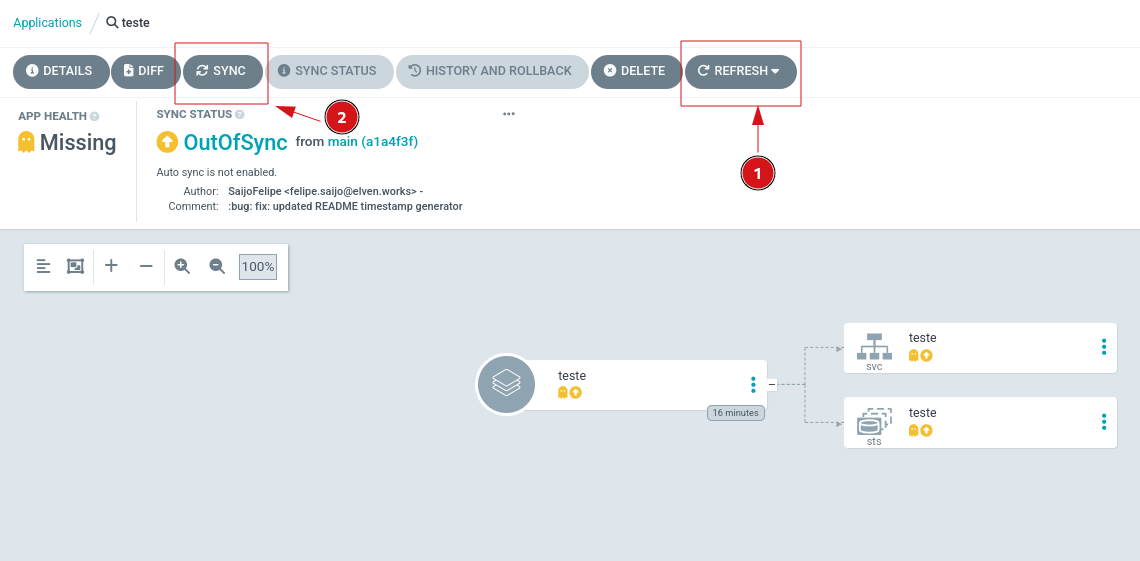 Applications / teste
DETAILS DIFF SYNC SYNC STATUS HISTORY AND ROLLBACK DELETE REFRESH
2
1
APP HEALTH
Missing
SYNC STATUS
OutOfSync from main (a1a4f3f)
Auto sync is not enabled.
Author: SaijoFelipe <felipe.saijo@elven.works> -
Comment: :bug: fix: updated README timestamp generator
100%
teste
16 minutes
teste
svc
teste
sts